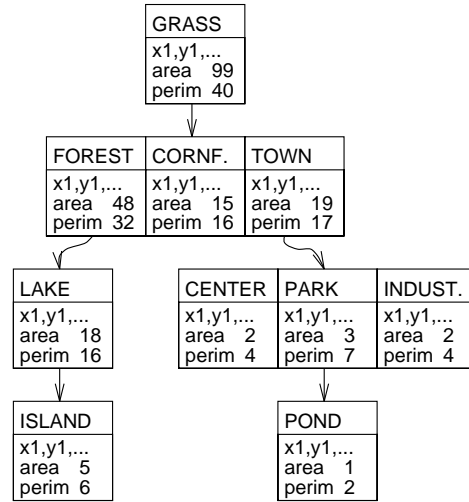 GRASS
x1,y1,...
area 99
perim 40
FOREST CORNF. TOWN
x1,y1,... x1,y1,... x1,y1,...
area 48 area 15 area 19
perim 32 perim 16 perim 17
LAKE CENTER PARK INDUST.
x1,y1,... x1,y1,... x1,y1,... x1,y1,...
area 18 area 2 area 3 area 2
perim 16 perim 4 perim 7 perim 4
ISLAND POND
x1,y1,... x1,y1,...
area 5 area 1
perim 6 perim 2